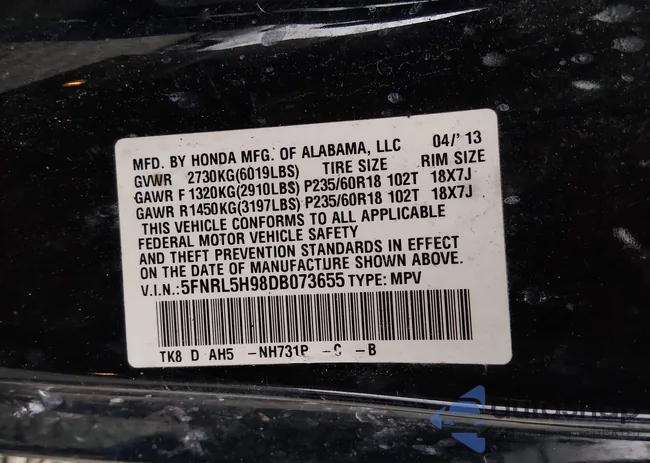 MFD. BY HONDA MFG. OF ALABAMA, LLC 04/'13
GVWR 2730KG(6019LBS) TIRE SIZE RIM SIZE
GAWR F 1320KG(2910LBS) P235/60R18 102T 18X7J
GAWR R1450KG(3197LBS) P235/60R18 102T 18X7J
THIS VEHICLE CONFORMS TO ALL APPLICABLE
FEDERAL MOTOR VEHICLE SAFETY
AND THEFT PREVENTION STANDARDS IN EFFECT
ON THE DATE OF MANUFACTURE SHOWN ABOVE.
V.I.N.:5FNRL5H98DB073655 TYPE: MPV
TK8 D AH5 -NH731P -C -B
autoshop